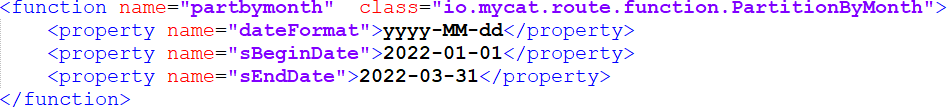 <function name="partbymonth"  class="io.mycat.route.function.PartitionByMonth">
    <property name="dateFormat">yyyy-MM-dd</property>
    <property name="sBeginDate">2022-01-01</property>
    <property name="sEndDate">2022-03-31</property>
</function>